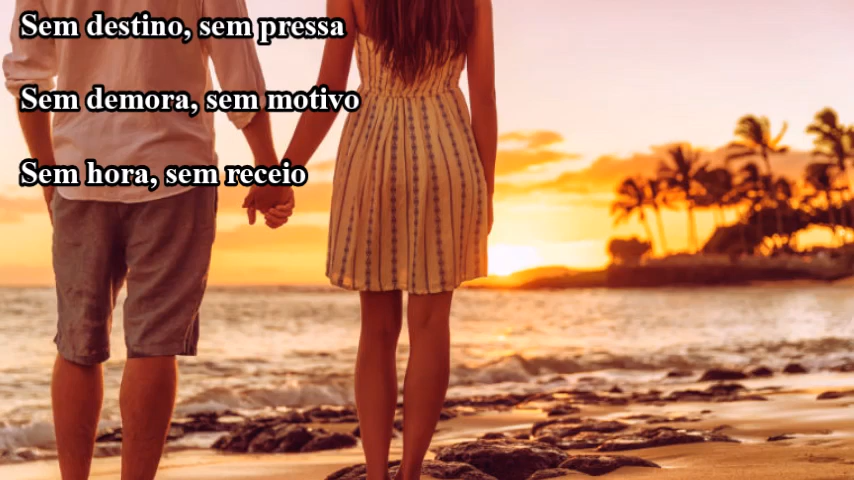 Sem destino, sem pressa
Sem demora, sem motivo
Sem hora, sem receio